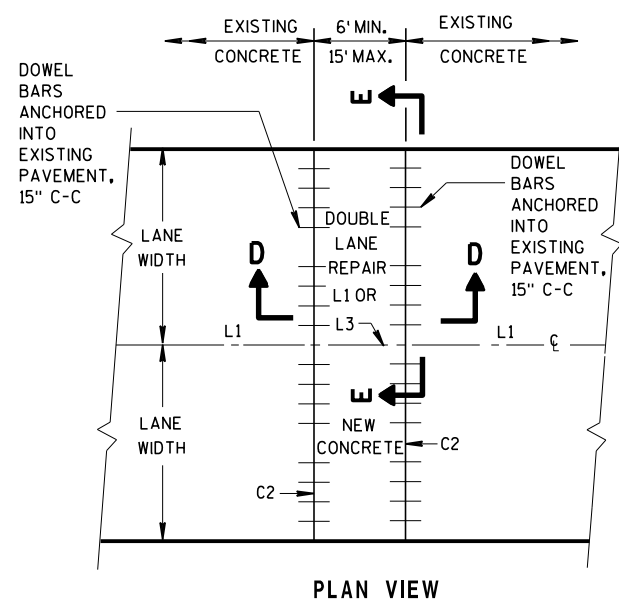 EXISTING
CONCRETE
6' MIN.
15' MAX.
EXISTING
CONCRETE
DOWEL
BARS
ANCHORED
INTO
EXISTING
PAVEMENT,
15" C-C
E
DOWEL
BARS
ANCHORED
INTO
EXISTING
PAVEMENT,
15" C-C
LANE
WIDTH
D
DOUBLE
LANE
REPAIR
L1 OR
L3
D
L1
L1
℄
E
LANE
WIDTH
NEW
CONCRETE
C2
C2
PLAN VIEW